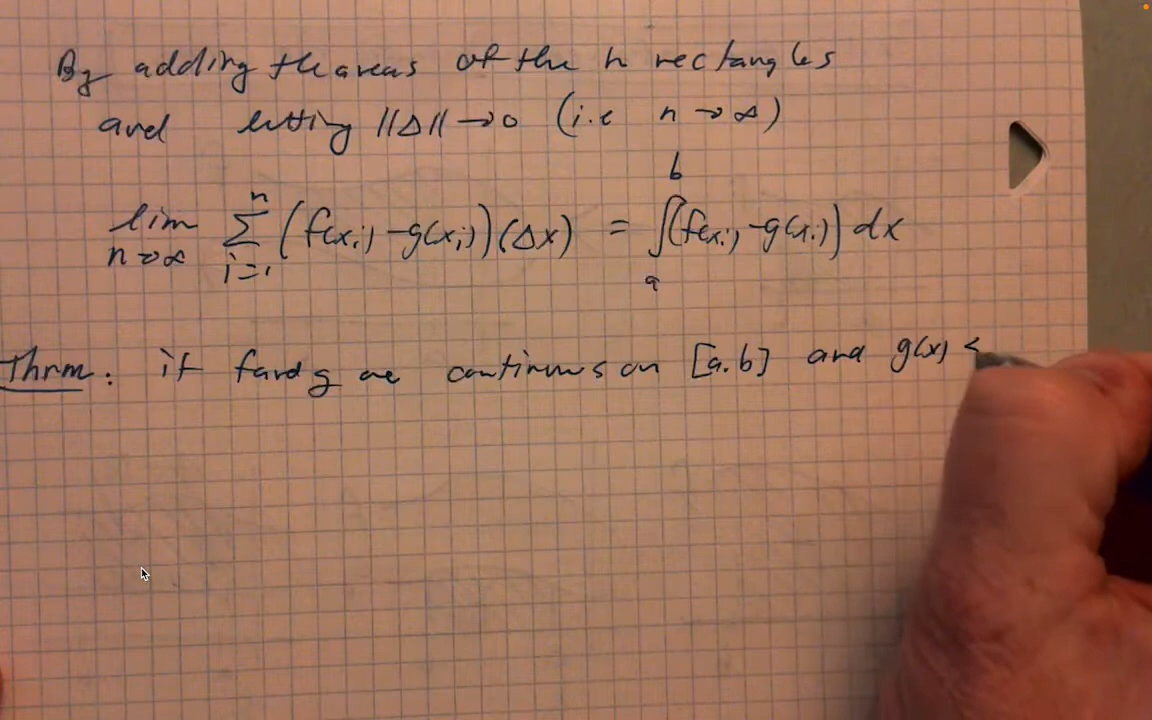 By adding the areas of the n rectangles
and letting ||Δ|| → 0 (i.e n → ∞)
lim n→∞ Σ i=1 n (f(xi) - g(xi))(Δx) = ∫ a b (f(xi) - g(xi)) dx
Thrm: if f and g are continuous on [a.b] and g(x) ≤